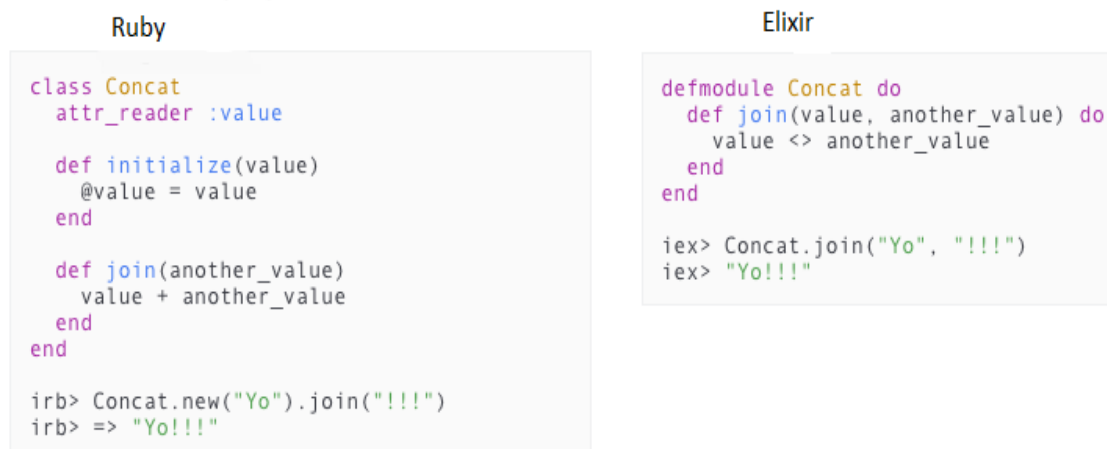 Ruby
class Concat
  attr_reader :value

  def initialize(value)
    @value = value
  end

  def join(another_value)
    value + another_value
  end
end

irb> Concat.new("Yo").join("!!!")
irb> => "Yo!!!"
Elixir
defmodule Concat do
  def join(value, another_value) do
    value <> another_value
  end
end

iex> Concat.join("Yo", "!!!")
iex> "Yo!!!"